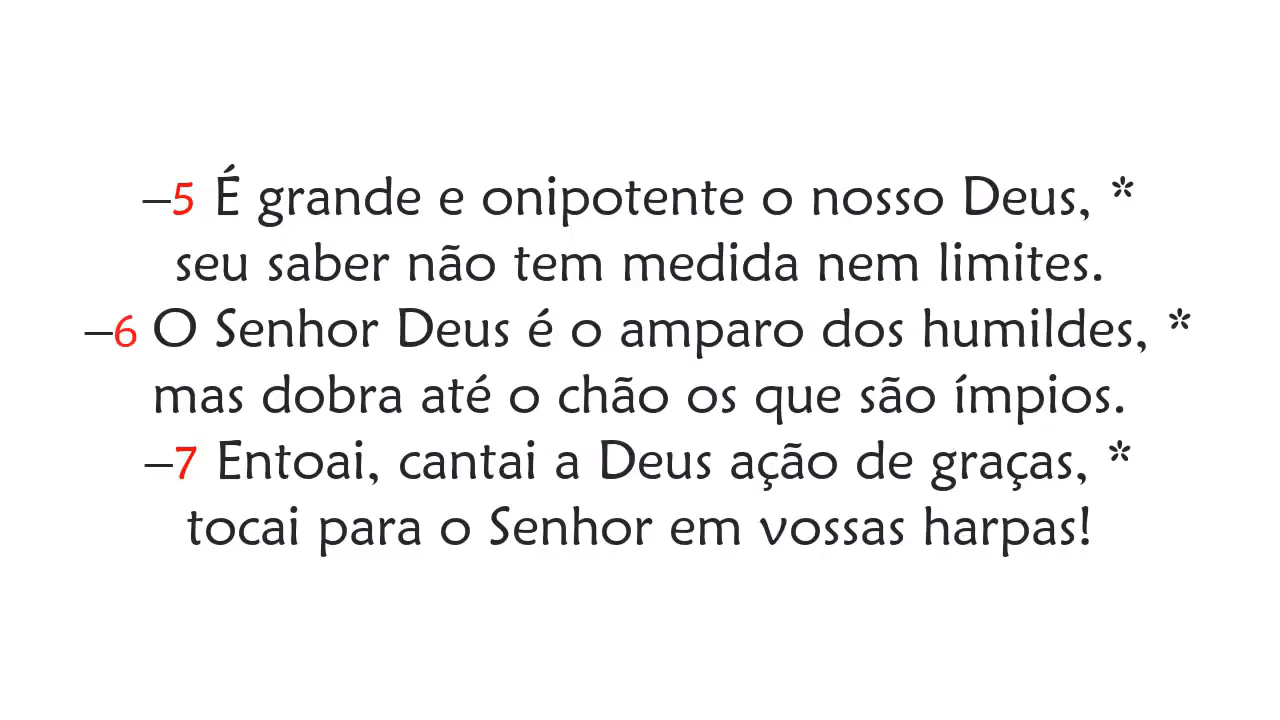 –5 É grande e onipotente o nosso Deus, *
seu saber não tem medida nem limites.
–6 O Senhor Deus é o amparo dos humildes, *
mas dobra até o chão os que são ímpios.
–7 Entoai, cantai a Deus ação de graças, *
tocai para o Senhor em vossas harpas!